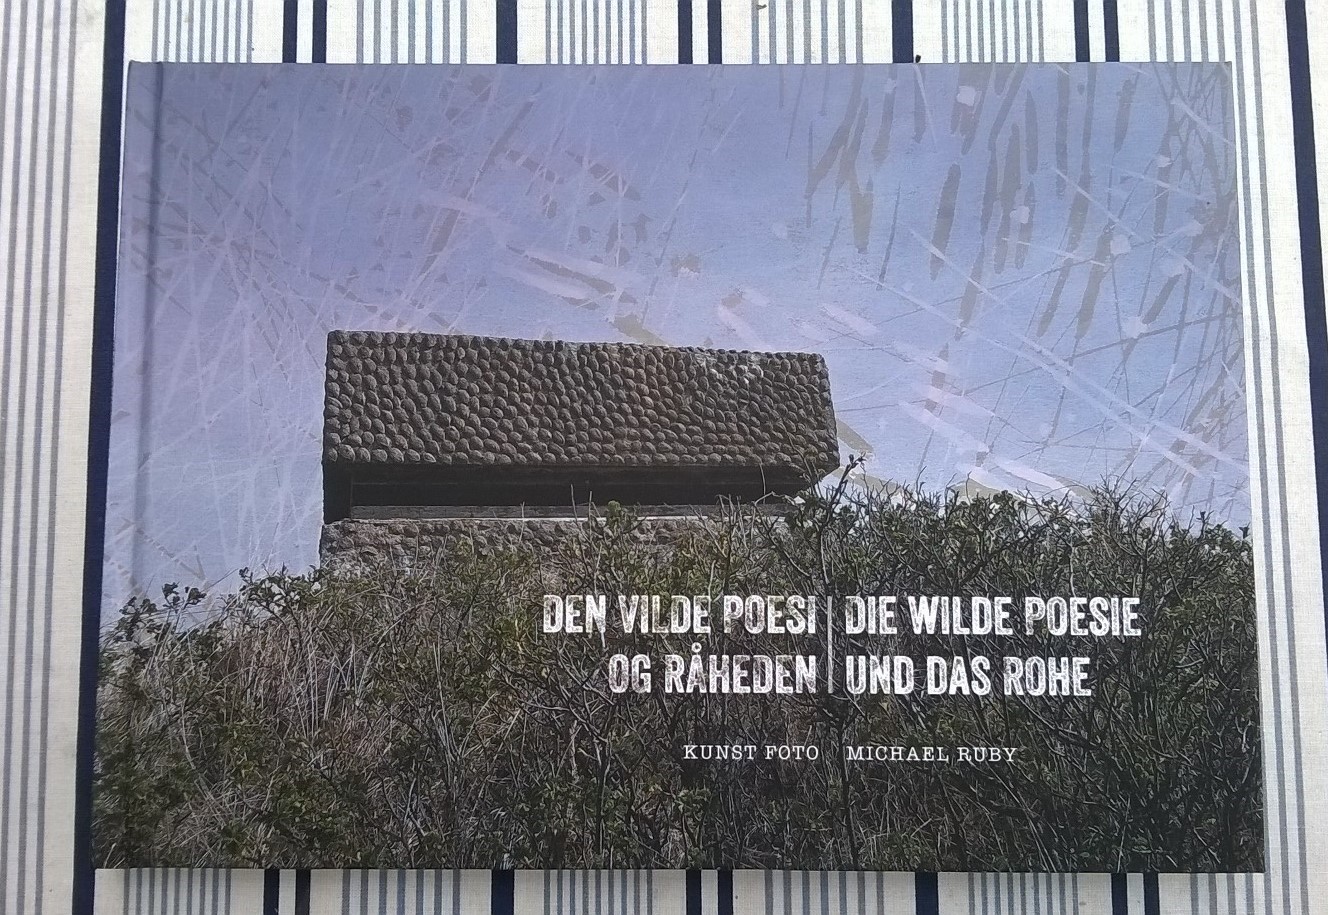 DEN VILDE POESI | DIE WILDE POESIE
OG RÅHEDEN | UND DAS ROHE
KUNST FOTO | MICHAEL RUBY